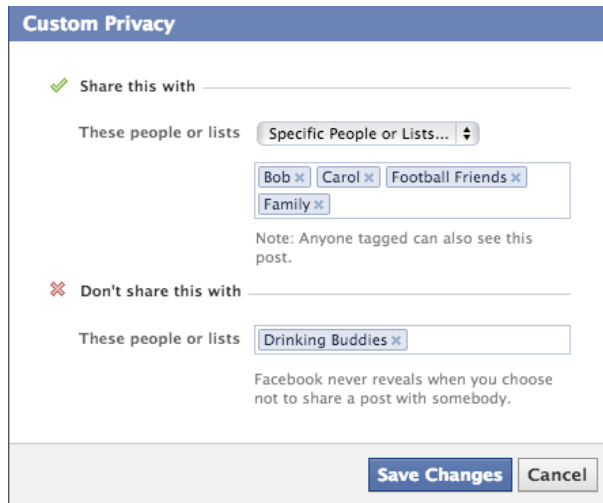 Custom Privacy
Share this with
These people or lists Specific People or Lists...
Bob × Carol × Football Friends ×
Family ×
Note: Anyone tagged can also see this
post.
Don't share this with
These people or lists Drinking Buddies ×
Facebook never reveals when you choose
not to share a post with somebody.
Save Changes Cancel